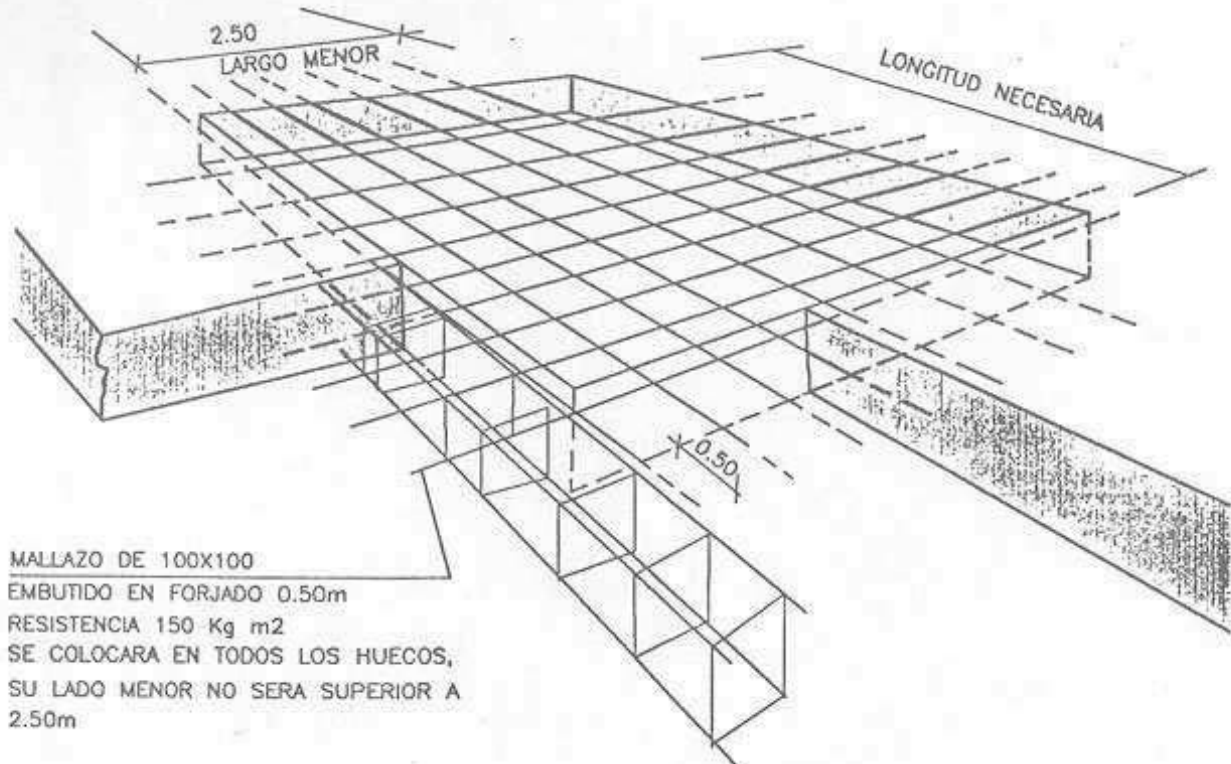 2.50
LARGO MENOR
LONGITUD NECESARIA
0.50
MALLAZO DE 100X100
EMBUTIDO EN FORJADO 0.50m
RESISTENCIA 150 Kg m2
SE COLOCARA EN TODOS LOS HUECOS,
SU LADO MENOR NO SERA SUPERIOR A
2.50m